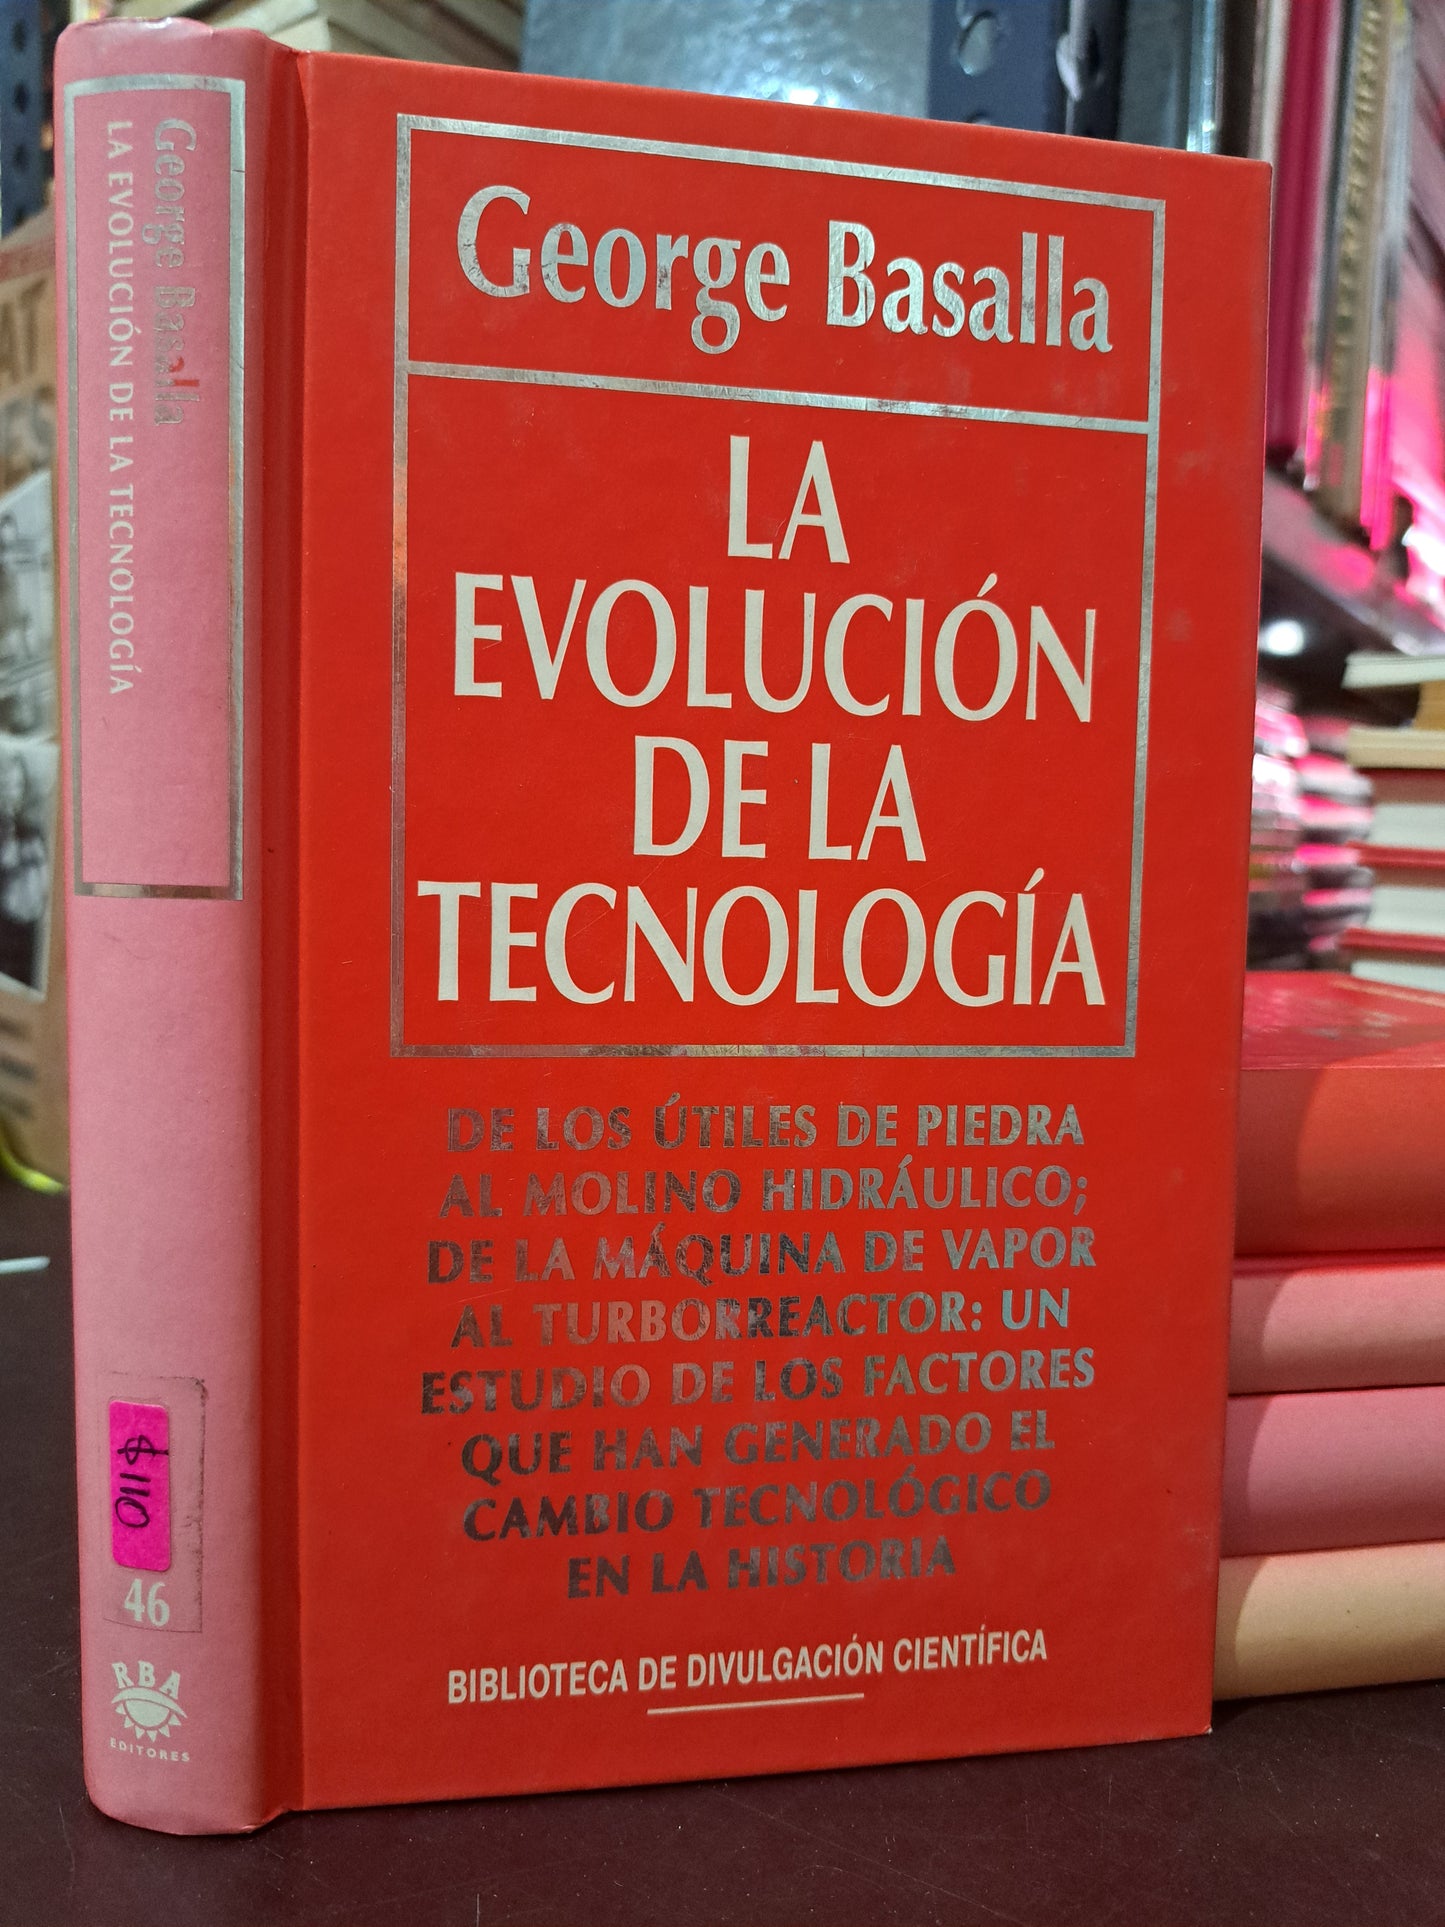 George Basalla
LA EVOLUCIÓN DE LA TECNOLOGÍA
$110
46
RBA
EDITORES
George Basalla
LA
EVOLUCIÓN
DE LA
TECNOLOGÍA
DE LOS ÚTILES DE PIEDRA
AL MOLINO HIDRÁULICO;
DE LA MÁQUINA DE VAPOR
AL TURBORREACTOR: UN
ESTUDIO DE LOS FACTORES
QUE HAN GENERADO EL
CAMBIO TECNOLÓGICO
EN LA HISTORIA
BIBLIOTECA DE DIVULGACIÓN CIENTÍFICA